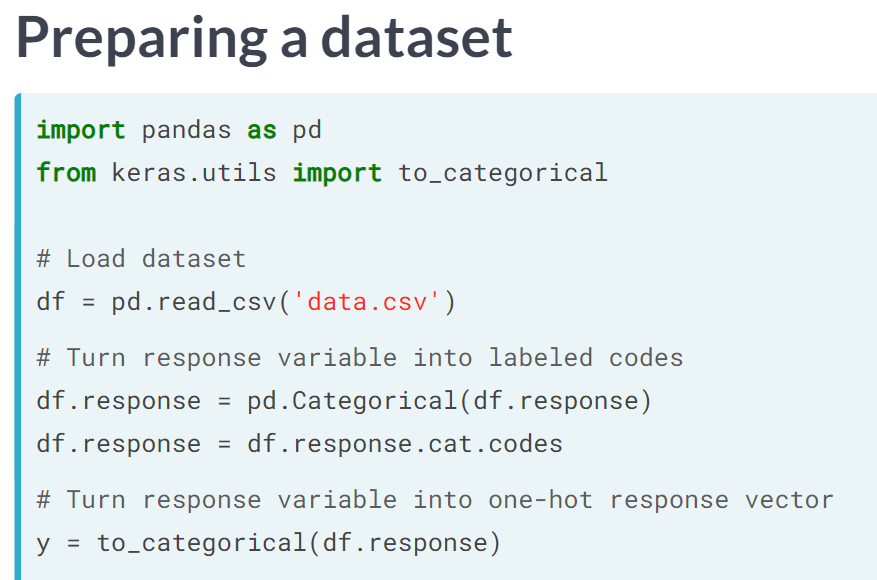 Preparing a dataset
import pandas as pd
from keras.utils import to_categorical
# Load dataset
df = pd.read_csv('data.csv')
# Turn response variable into labeled codes
df.response = pd.Categorical(df.response)
df.response = df.response.cat.codes
# Turn response variable into one-hot response vector
y = to_categorical(df.response)